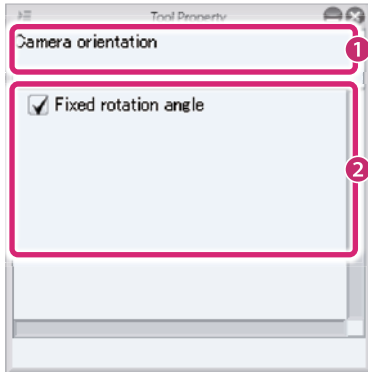 Tool Property
Camera orientation
1
Fixed rotation angle
2